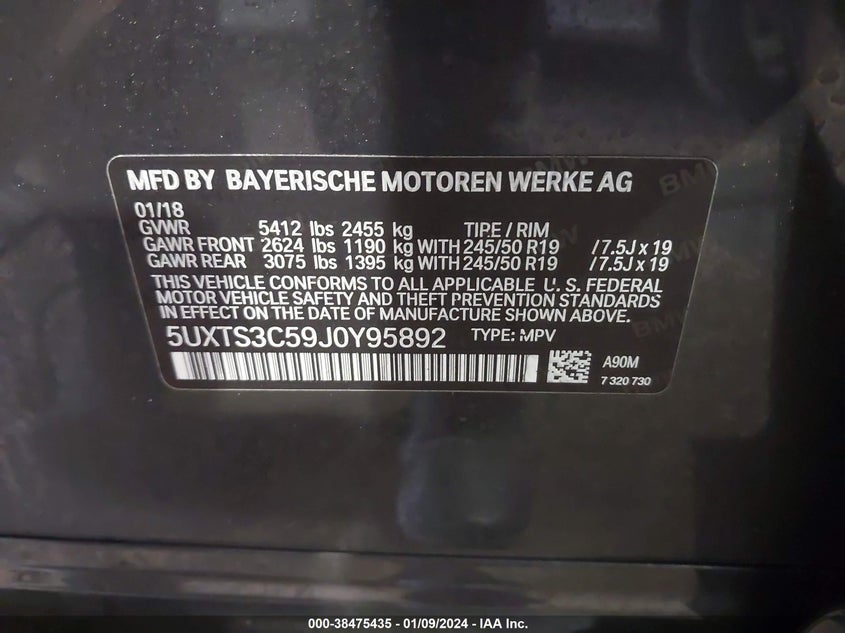 MFD BY BAYERISCHE MOTOREN WERKE AG
01/18
GVWR 5412 lbs 2455 kg TIPE / RIM
GAWR FRONT 2624 lbs 1190 kg WITH 245/50 R19 / 7.5J x 19
GAWR REAR 3075 lbs 1395 kg WITH 245/50 R19 / 7.5J x 19
THIS VEHICLE CONFORMS TO ALL APPLICABLE U. S. FEDERAL
MOTOR VEHICLE SAFETY AND THEFT PREVENTION STANDARDS
IN EFFECT ON THE DATE OF MANUFACTURE SHOWN ABOVE.
5UXTS3C59J0Y95892 TYPE: MPV
A90M
7 320 730
BMW
BMW
000-38475435 - 01/09/2024 - IAA Inc.